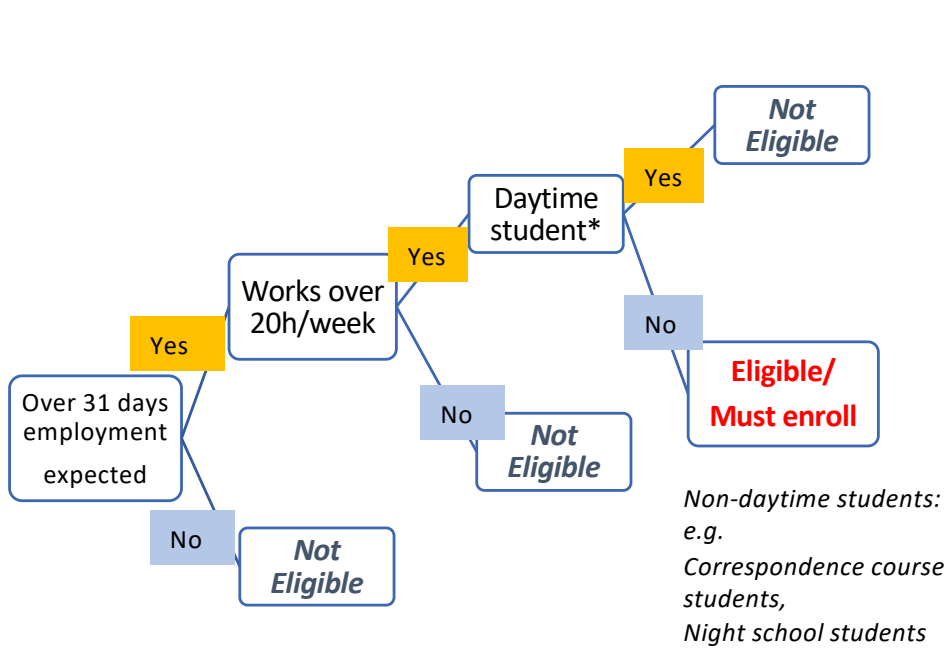 Not
Eligible
Yes
Daytime
student*
Yes
Works over
20h/week
No
Yes
Eligible/
Must enroll
Over 31 days
employment
expected
No
Not
Eligible
Non-daytime students:
e.g.
Correspondence course
students,
Night school students
No
Not
Eligible